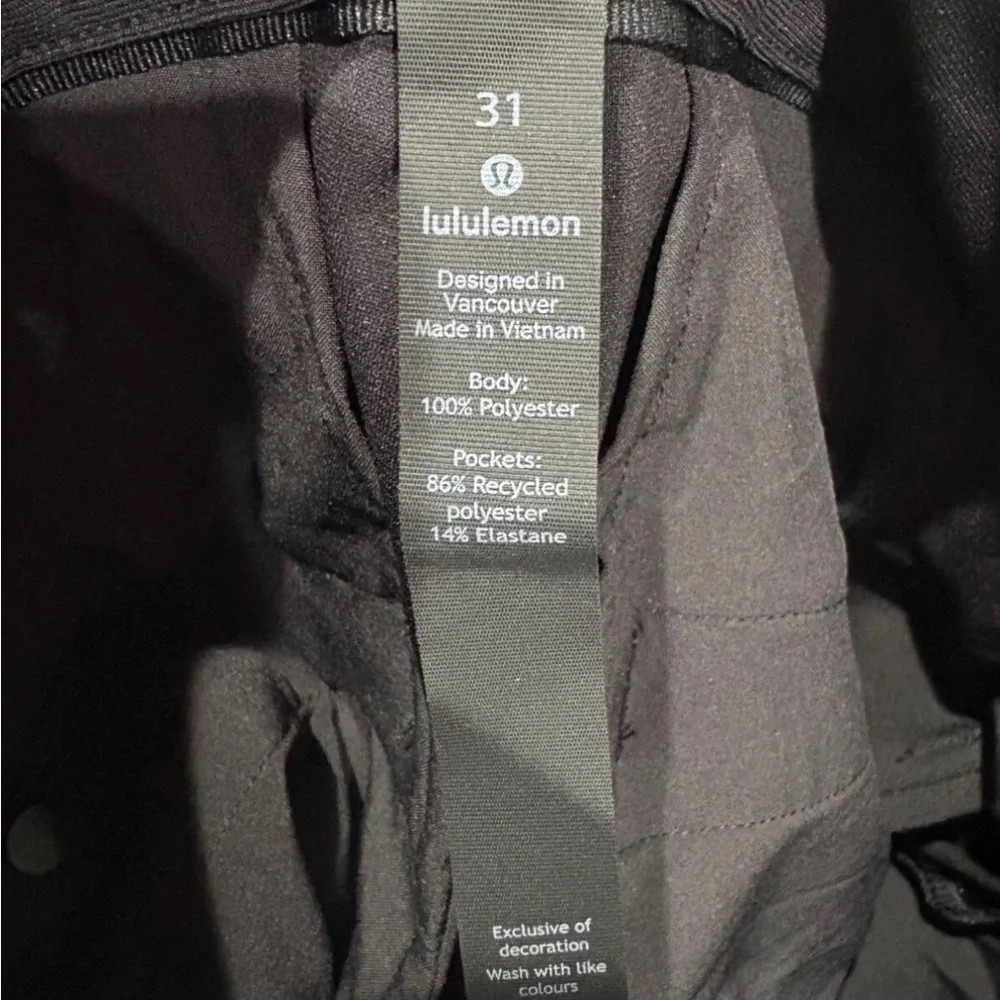 31
lululemon
Designed in
Vancouver
Made in Vietnam
Body:
100% Polyester
Pockets:
86% Recycled
polyester
14% Elastane
Exclusive of
decoration
Wash with like
colours